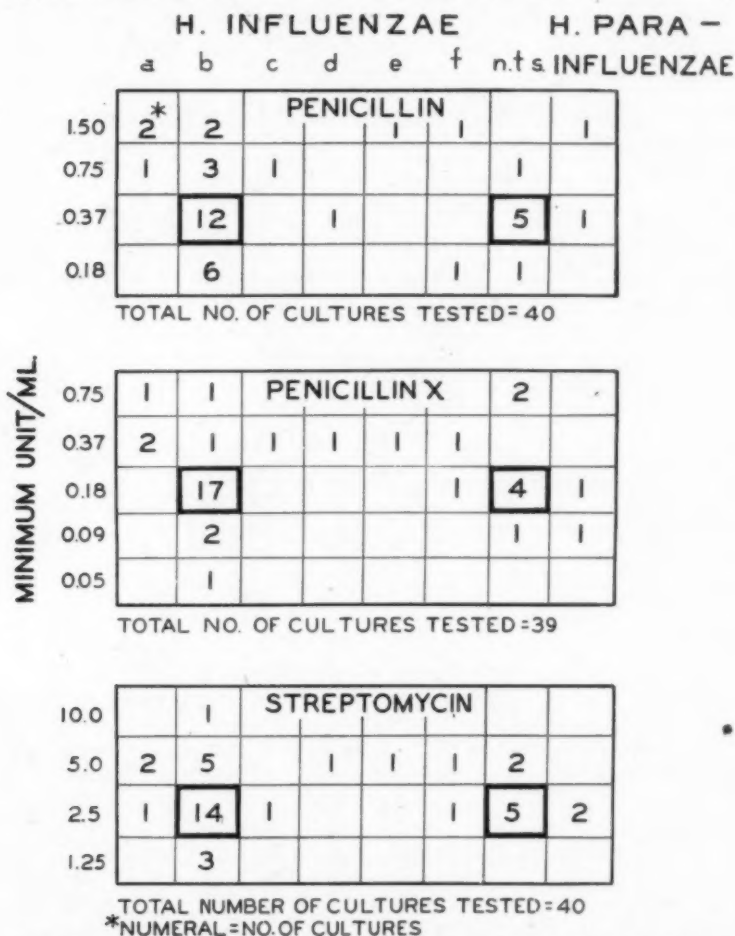 H. INFLUENZAE H. PARA-
a b c d e f n.t s. INFLUENZAE
PENICILLIN
1.50 2* 2 1 1 1
0.75 1 3 1 1
0.37 12 1 5 1
0.18 6 1 1
TOTAL NO. OF CULTURES TESTED=40
MINIMUM UNIT/ML.
0.75 1 1 PENICILLIN X 2
0.37 2 1 1 1 1 1
0.18 17 1 4 1
0.09 2 1 1
0.05 1
TOTAL NO. OF CULTURES TESTED=39
10.0 1 STREPTOMYCIN
5.0 2 5 1 1 1 2
2.5 1 14 1 1 5 2
1.25 3
TOTAL NUMBER OF CULTURES TESTED=40
*NUMERAL=NO. OF CULTURES